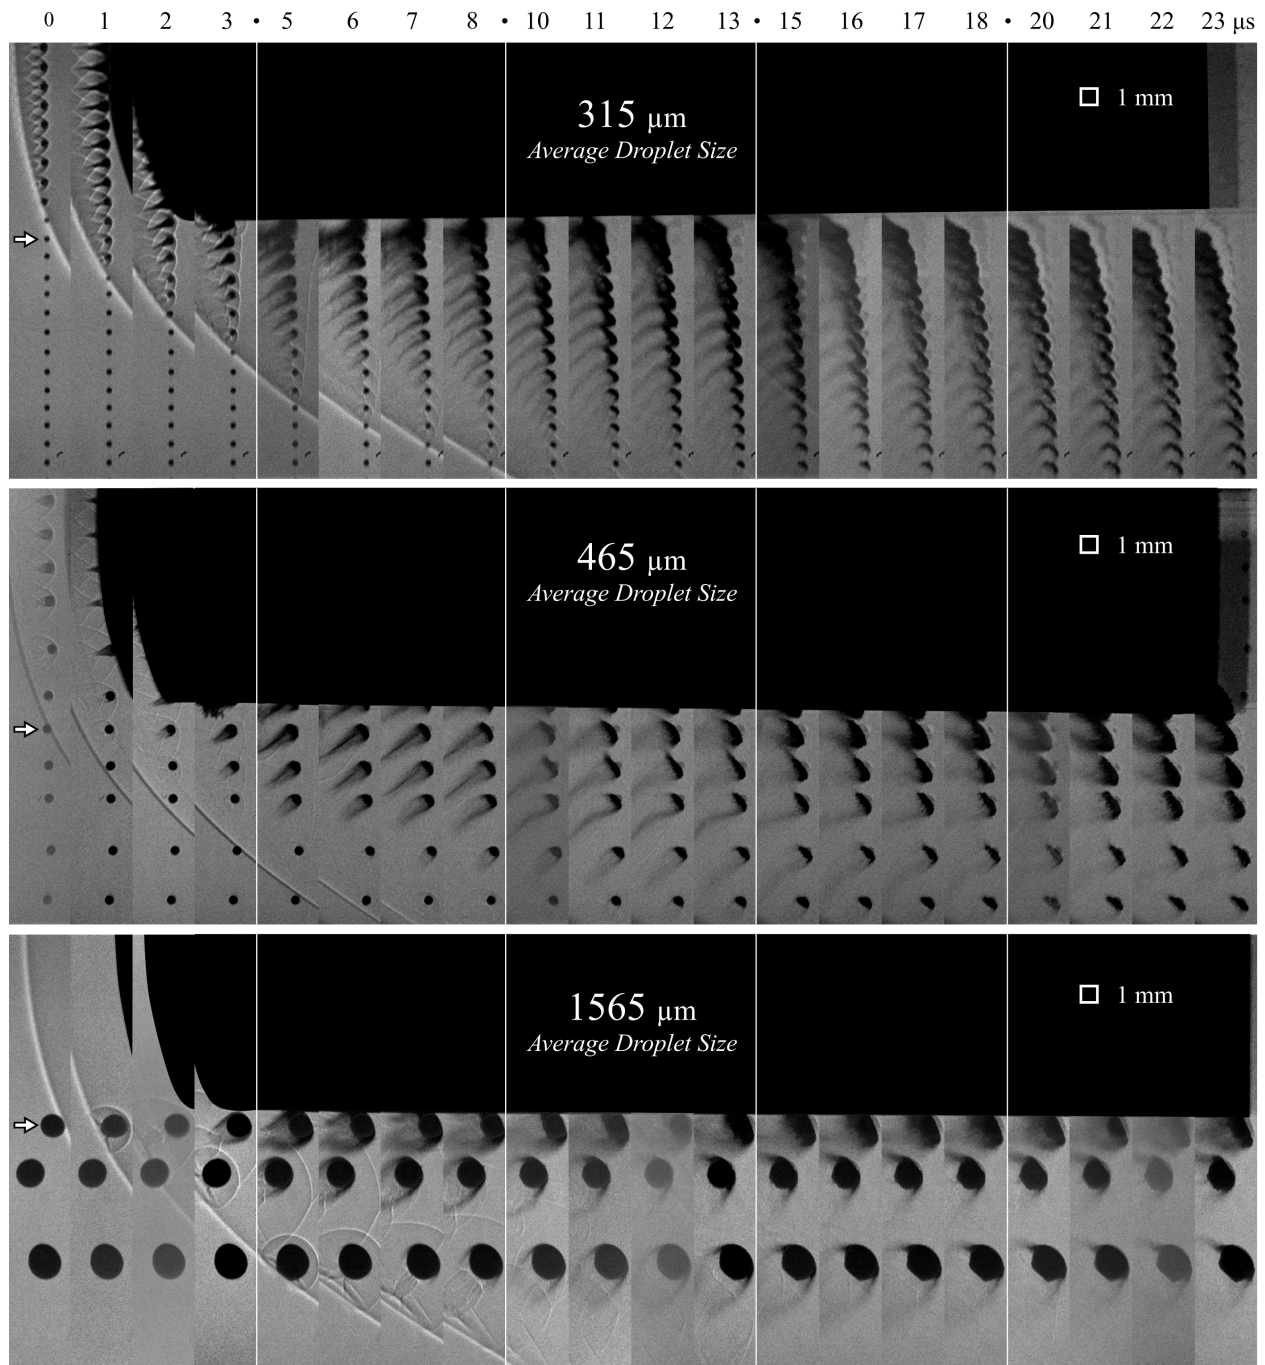 0 1 2 3 • 5 6 7 8 • 10 11 12 13 • 15 16 17 18 • 20 21 22 23 µs
315 µm
Average Droplet Size
1 mm
465 µm
Average Droplet Size
1 mm
1565 µm
Average Droplet Size
1 mm